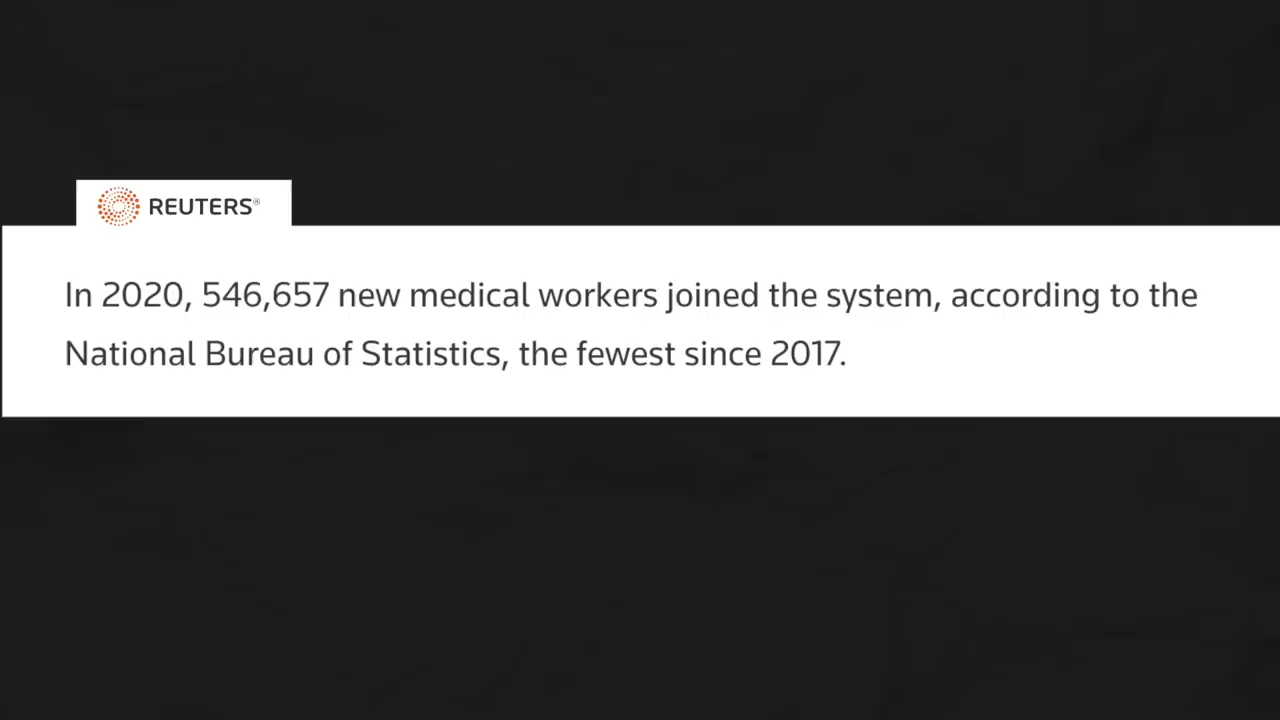 REUTERS®
In 2020, 546,657 new medical workers joined the system, according to the
National Bureau of Statistics, the fewest since 2017.